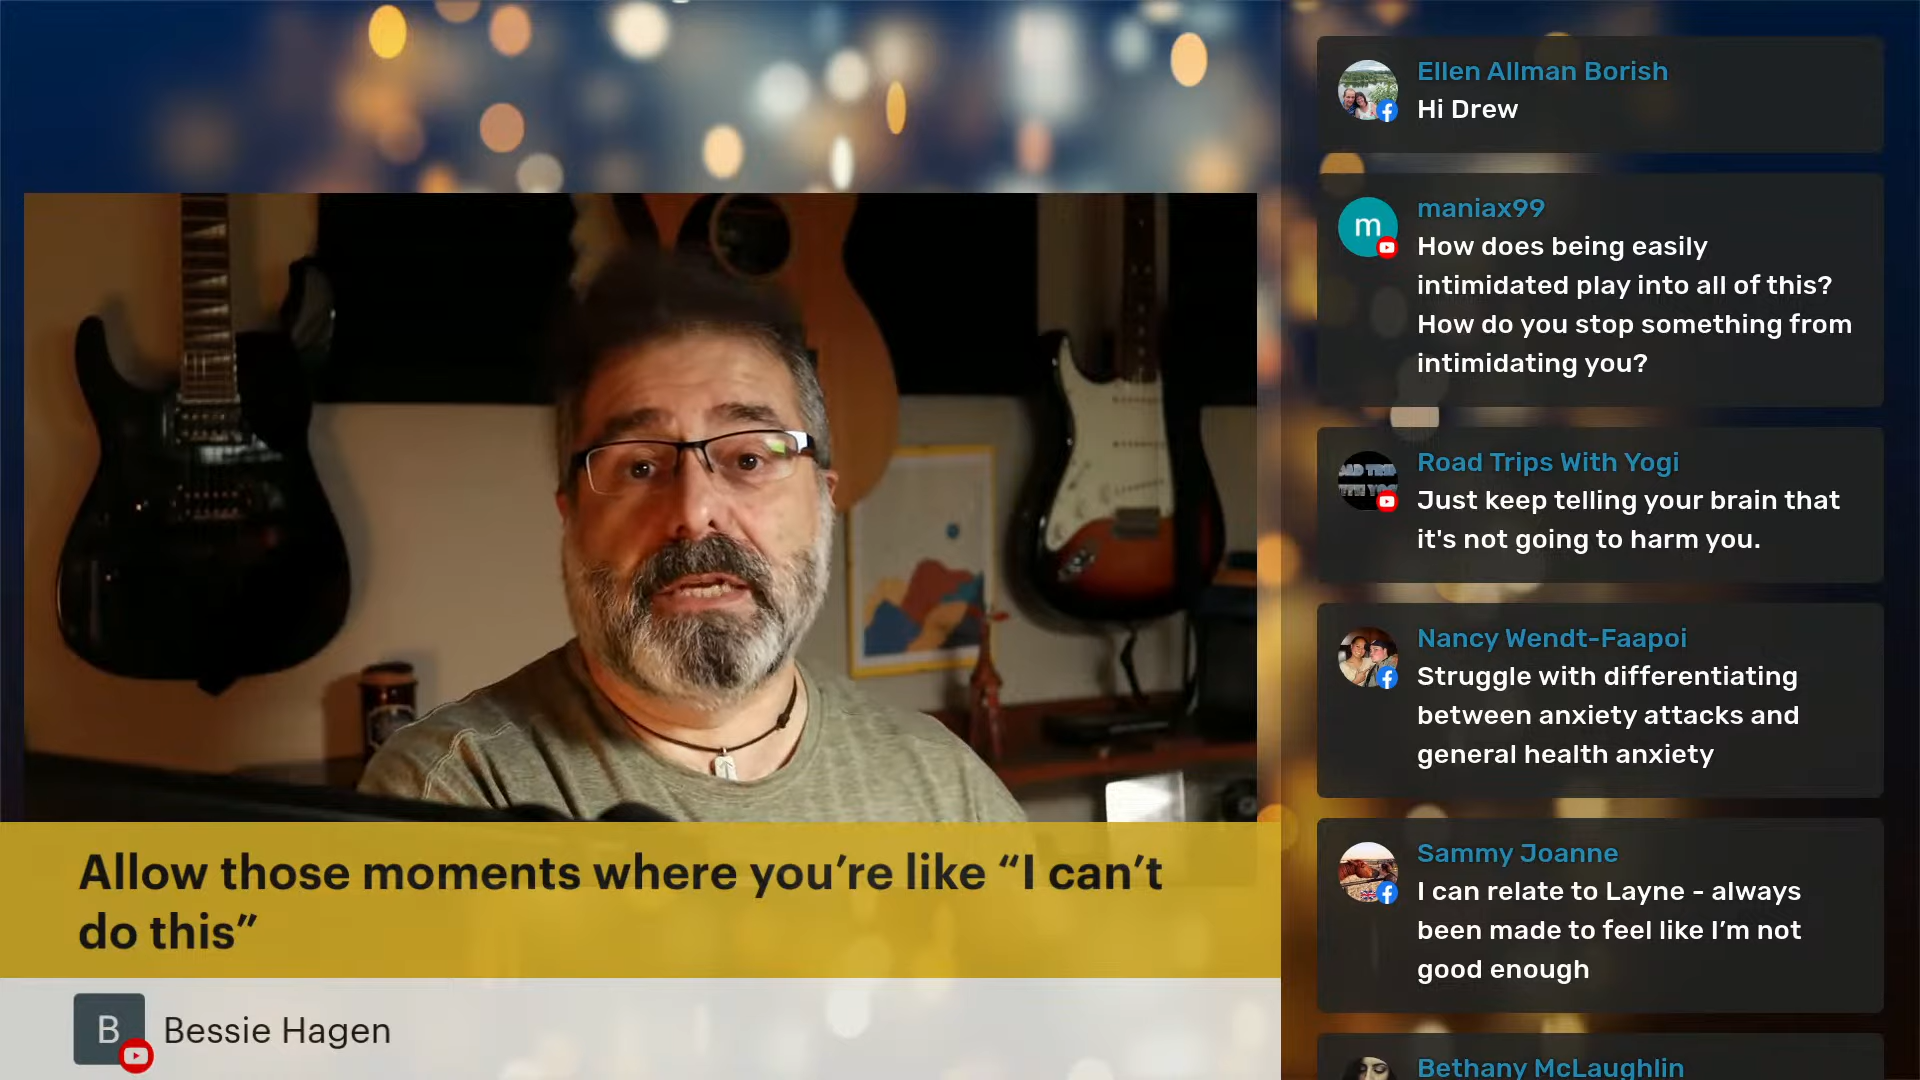 Ellen Allman Borish
Hi Drew
m
maniax99
How does being easily
intimidated play into all of this?
How do you stop something from
intimidating you?
Road Trips With Yogi
Just keep telling your brain that
it's not going to harm you.
Nancy Wendt-Faapoi
Struggle with differentiating
between anxiety attacks and
general health anxiety
Sammy Joanne
I can relate to Layne - always
been made to feel like I’m not
good enough
Bethany McLaughlin
Allow those moments where you’re like “I can’t
do this”
B
Bessie Hagen